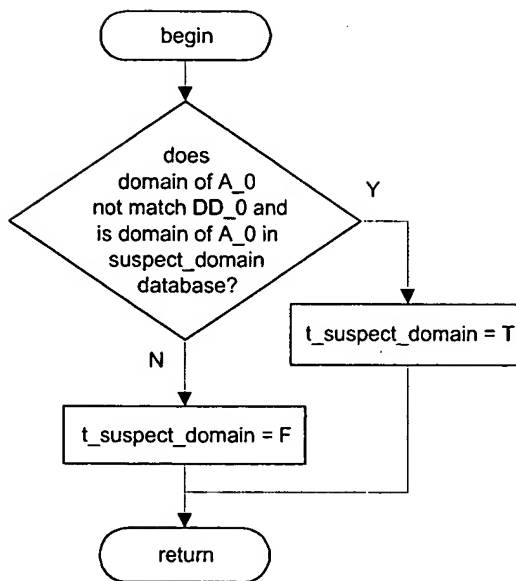 begin
does
domain of A_0
not match DD_0 and
is domain of A_0 in
suspect_domain
database?
Y
t_suspect_domain = T
N
t_suspect_domain = F
return